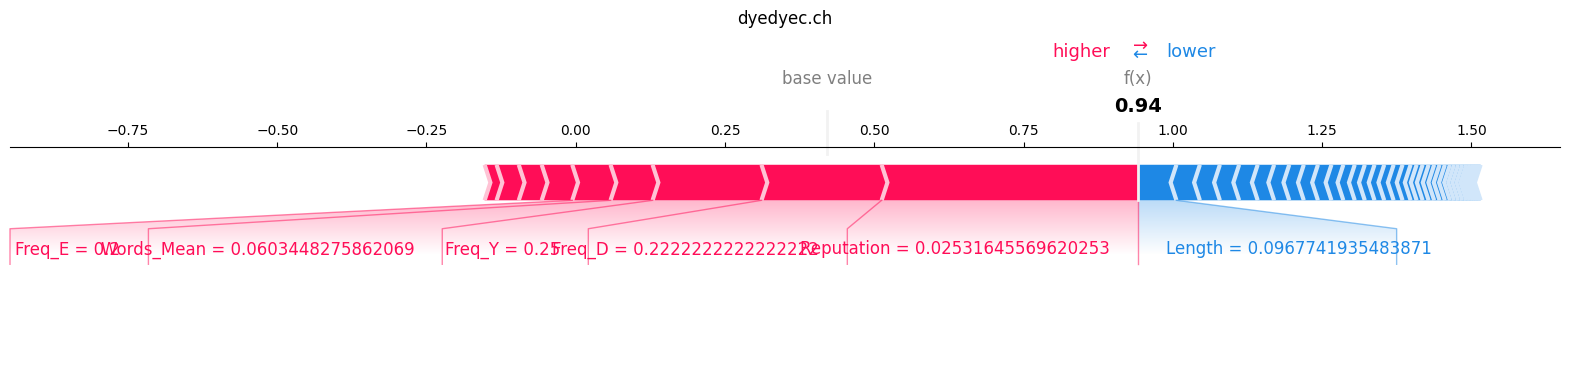 dyedyec.ch
higher → ← lower
base value f(x)
0.94
−0.75 −0.50 −0.25 0.00 0.25 0.50 0.75 1.00 1.25 1.50
Freq_E = 0.2 Words_Mean = 0.0603448275862069 Freq_Y = 0.25 Freq_D = 0.2222222222222222 Reputation = 0.02531645569620253 Length = 0.0967741935483871